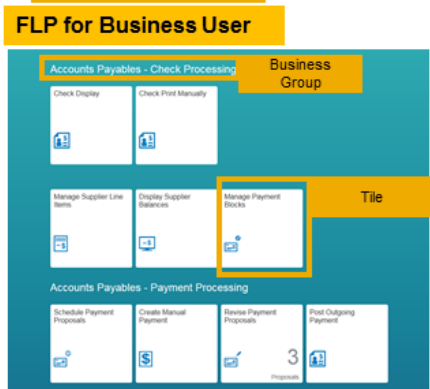 FLP for Business User
Accounts Payables - Check Processing
Business
Group
Check Display
Check Print Manually
Manage Supplier Line
Items
Display Supplier
Balances
Manage Payment
Blocks
Tile
Accounts Payables - Payment Processing
Schedule Payment
Proposals
Create Manual
Payment
Revise Payment
Proposals
Post Outgoing
Payment
3
Proposals